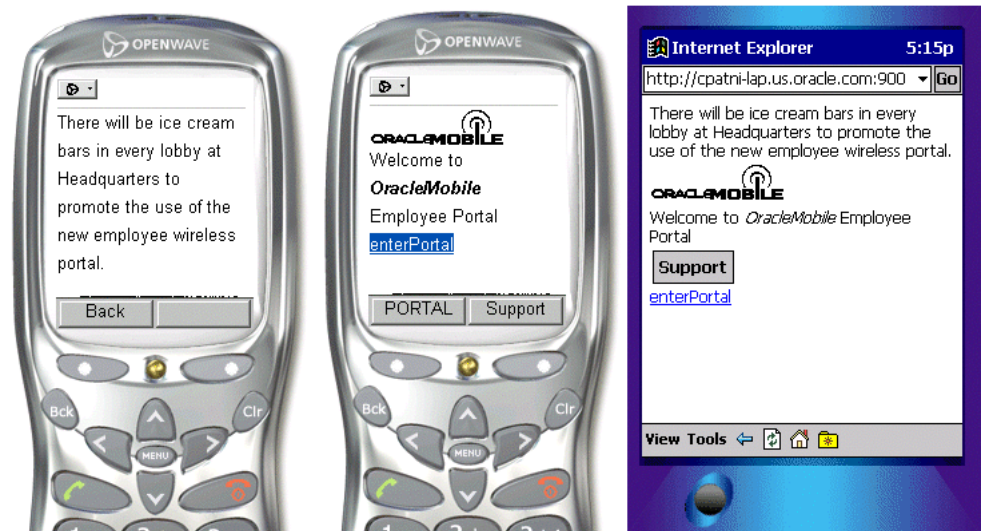 OPENWAVE
There will be ice cream
bars in every lobby at
Headquarters to
promote the use of the
new employee wireless
portal.
Back
Bck
Clr
MENU
OPENWAVE
ORACLEMOBILE
Welcome to
OracleMobile
Employee Portal
enterPortal
PORTAL Support
Bck
Clr
MENU
Internet Explorer 5:15p
http://cpatni-lap.us.oracle.com:900 Go
There will be ice cream bars in every
lobby at Headquarters to promote the
use of the new employee wireless portal.
ORACLEMOBILE
Welcome to OracleMobile Employee
Portal
Support
enterPortal
View Tools